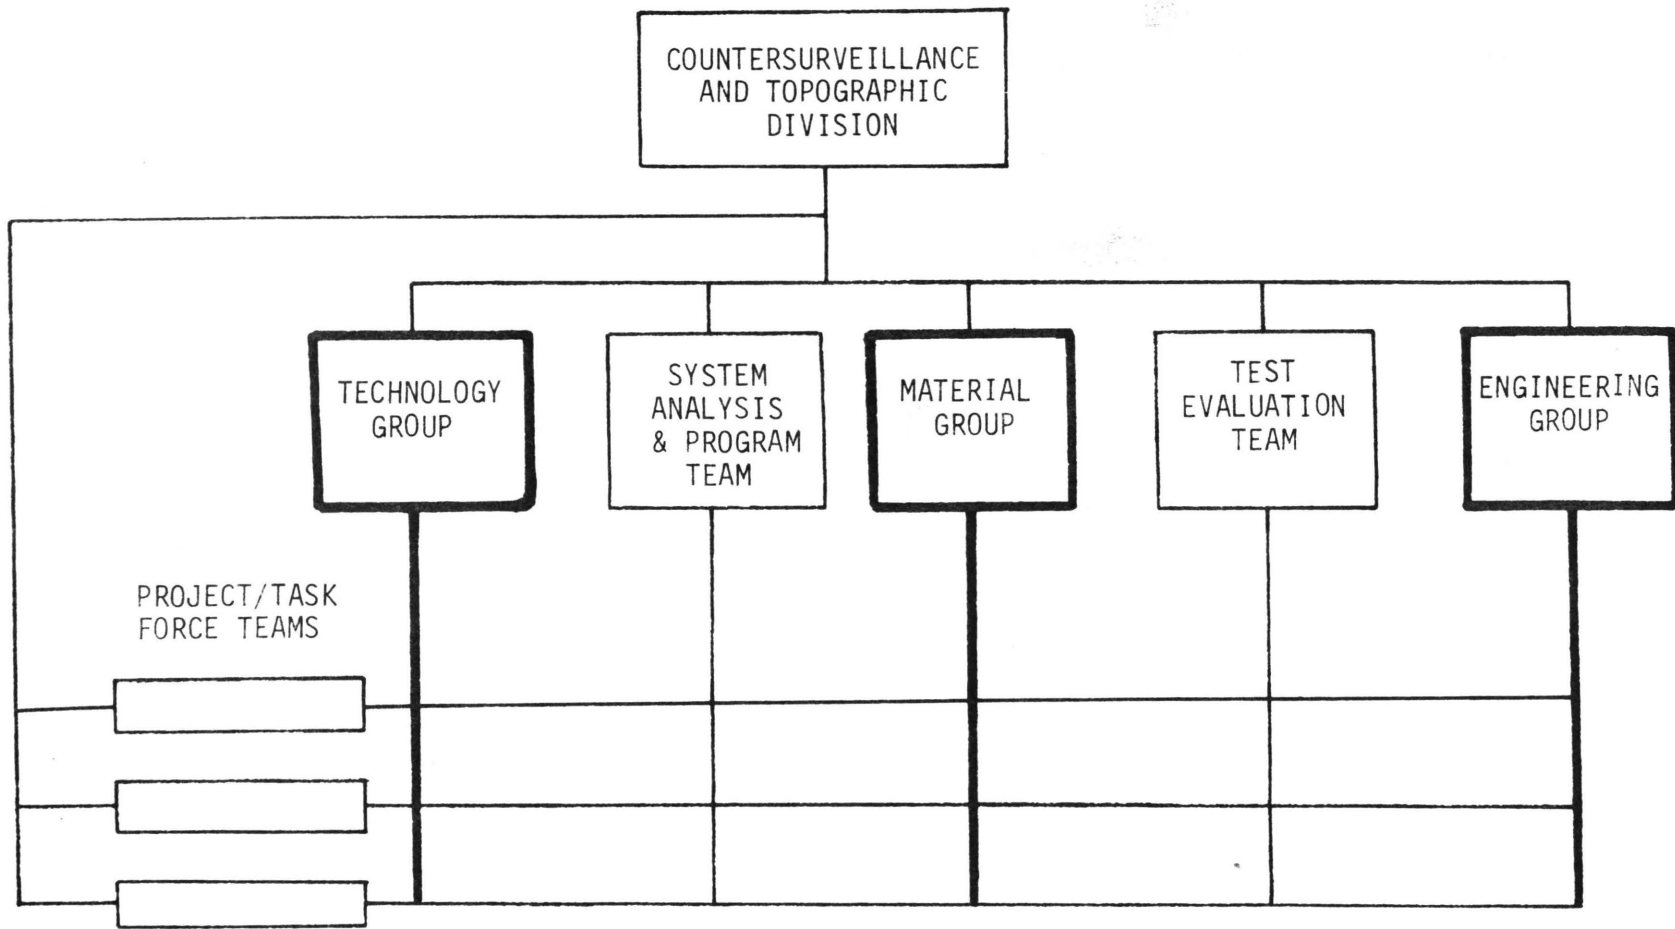 COUNTERSURVEILLANCE
AND TOPOGRAPHIC
DIVISION
TECHNOLOGY
GROUP
SYSTEM
ANALYSIS
& PROGRAM
TEAM
MATERIAL
GROUP
TEST
EVALUATION
TEAM
ENGINEERING
GROUP
PROJECT/TASK
FORCE TEAMS